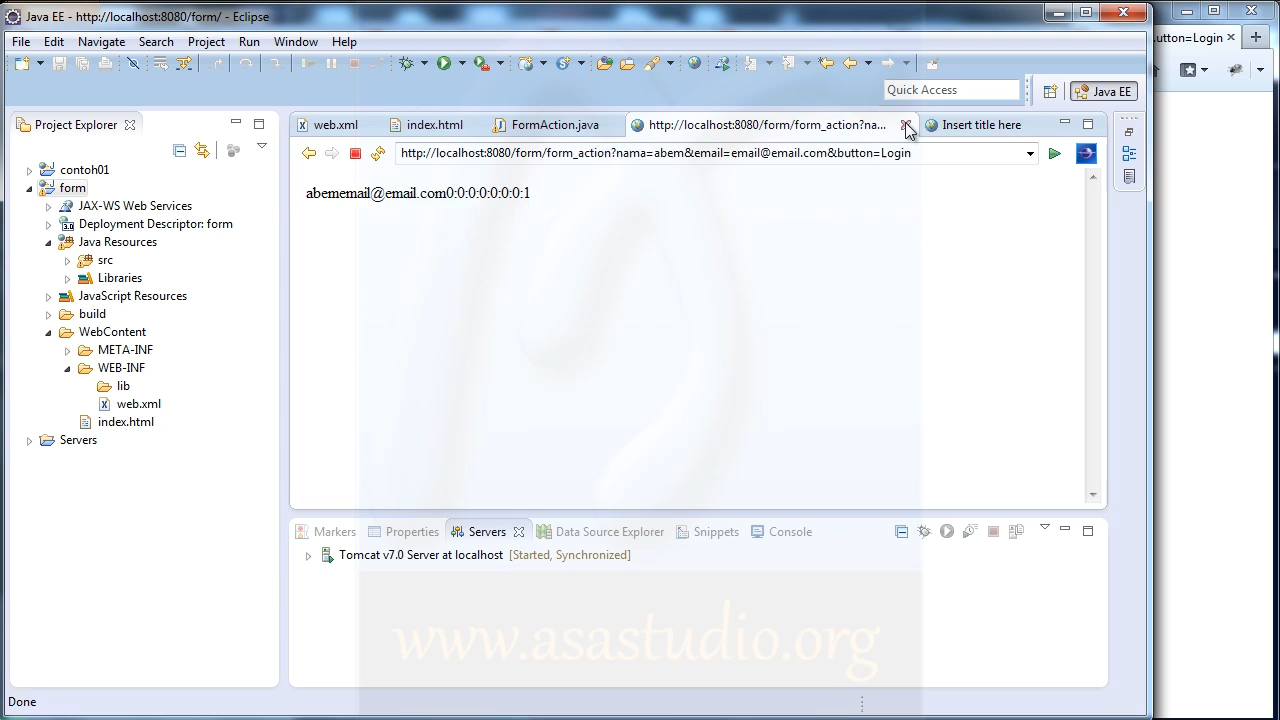 Java EE - http://localhost:8080/form/ - Eclipse
File Edit Navigate Search Project Run Window Help
utton=Login
Quick Access
Java EE
Project Explorer
web.xml
index.html
FormAction.java
http://localhost:8080/form/form_action?na...
Insert title here
http://localhost:8080/form/form_action?nama=abem&email=email@email.com&button=Login
abememail@email.com0:0:0:0:0:0:0:1
contoh01
form
JAX-WS Web Services
Deployment Descriptor: form
3.0
Java Resources
src
Libraries
JavaScript Resources
build
WebContent
META-INF
WEB-INF
lib
web.xml
index.html
Servers
Markers
Properties
Servers
Data Source Explorer
Snippets
Console
Tomcat v7.0 Server at localhost [Started, Synchronized]
www.asastudio.org
Done